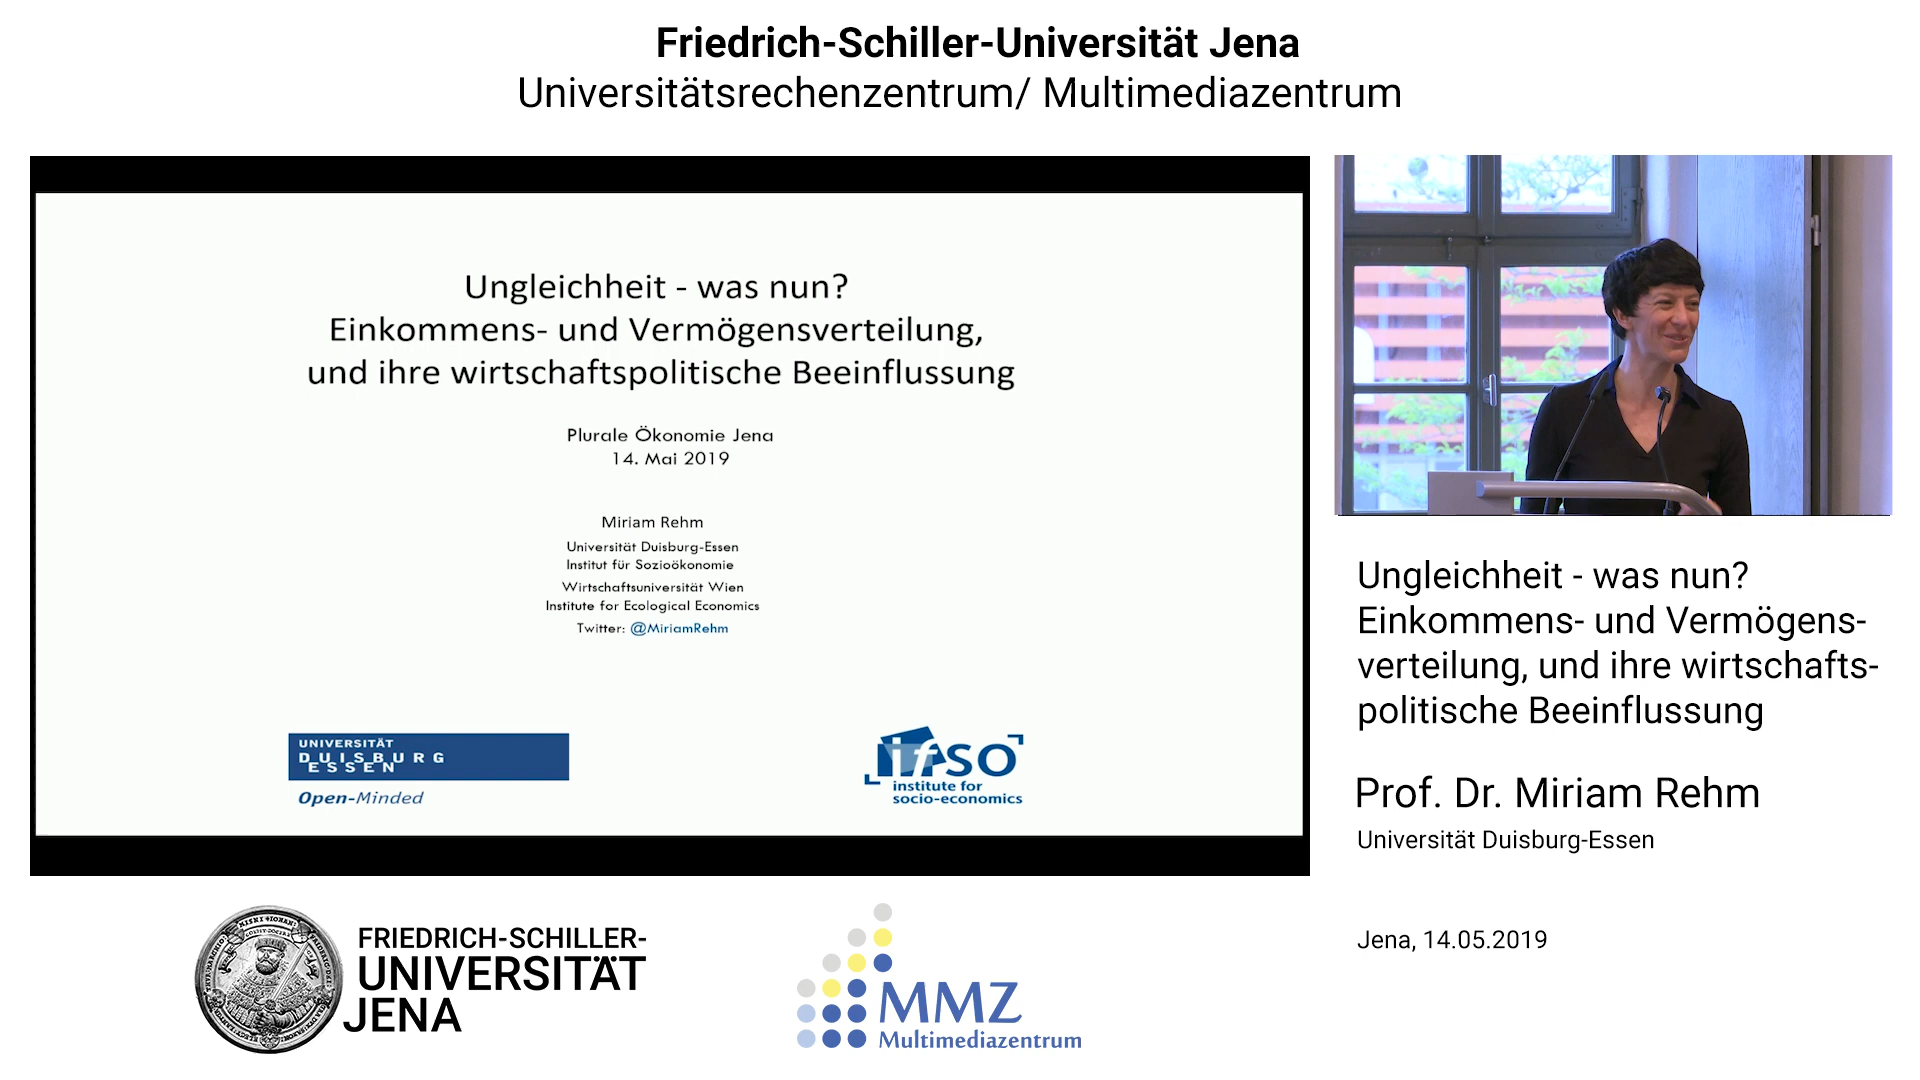 Friedrich-Schiller-Universität Jena
Universitätsrechenzentrum/ Multimediazentrum
Ungleichheit - was nun?
Einkommens- und Vermögensverteilung,
und ihre wirtschaftspolitische Beeinflussung
Plurale Ökonomie Jena
14. Mai 2019
Miriam Rehm
Universität Duisburg-Essen
Institut für Sozioökonomie
Wirtschaftsuniversität Wien
Institute for Ecological Economics
Twitter: @MiriamRehm
UNIVERSITÄT
DUISBURG
ESSEN
Open-Minded
ifso
institute for
socio-economics
Ungleichheit - was nun?
Einkommens- und Vermögens-
verteilung, und ihre wirtschafts-
politische Beeinflussung
Prof. Dr. Miriam Rehm
Universität Duisburg-Essen
Jena, 14.05.2019
FRIEDRICH-SCHILLER-
UNIVERSITÄT
JENA
MMZ
Multimediazentrum